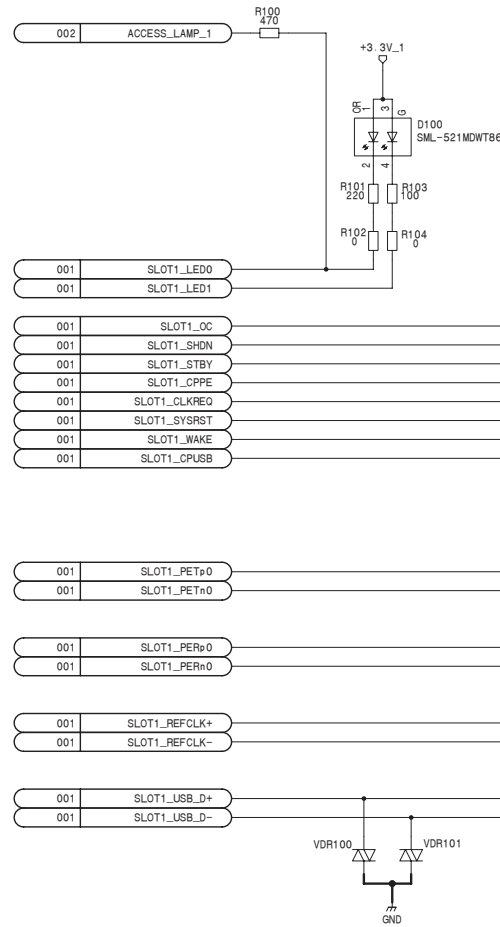 R100
470
002 ACCESS_LAMP_1
+3.3V_1
OR 1 3 G
D100
SML-521MDWT86
2 4
R101
220
R103
100
R102
0
R104
0
001 SLOT1_LED0
001 SLOT1_LED1
001 SLOT1_OC
001 SLOT1_SHDN
001 SLOT1_STBY
001 SLOT1_CPPE
001 SLOT1_CLKREQ
001 SLOT1_SYSRST
001 SLOT1_WAKE
001 SLOT1_CPUSB
001 SLOT1_PETp0
001 SLOT1_PETn0
001 SLOT1_PERp0
001 SLOT1_PERn0
001 SLOT1_REFCLK+
001 SLOT1_REFCLK-
001 SLOT1_USB_D+
001 SLOT1_USB_D-
VDR100 VDR101
GND